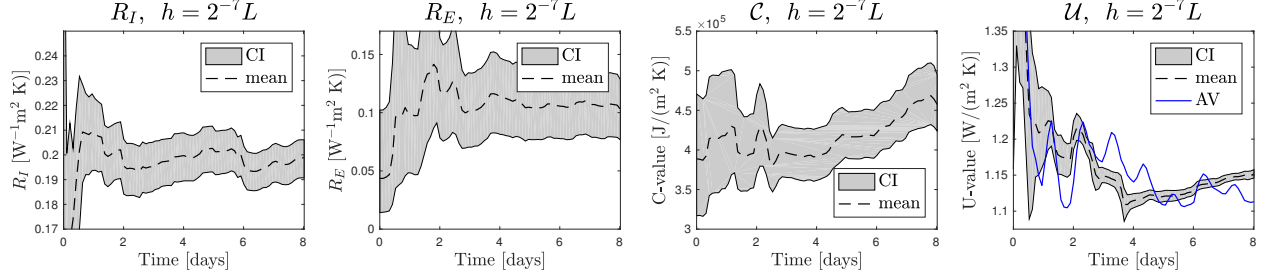 R_I, h = 2^{-7}L
R_I [W^{-1}m^2 K)]
0.25
0.24
0.23
0.22
0.21
0.2
0.19
0.18
0.17
CI
mean
0 2 4 6 8
Time [days]
R_E, h = 2^{-7}L
R_E [W^{-1}m^2 K)]
0.15
0.1
0.05
0
CI
mean
0 2 4 6 8
Time [days]
C, h = 2^{-7}L
×10^5
C-value [J/(m^2 K)]
5.5
5
4.5
4
3.5
3
CI
mean
0 2 4 6 8
Time [days]
U, h = 2^{-7}L
U-value [W/(m^2 K)]
1.35
1.3
1.25
1.2
1.15
1.1
CI
mean
AV
0 2 4 6 8
Time [days]